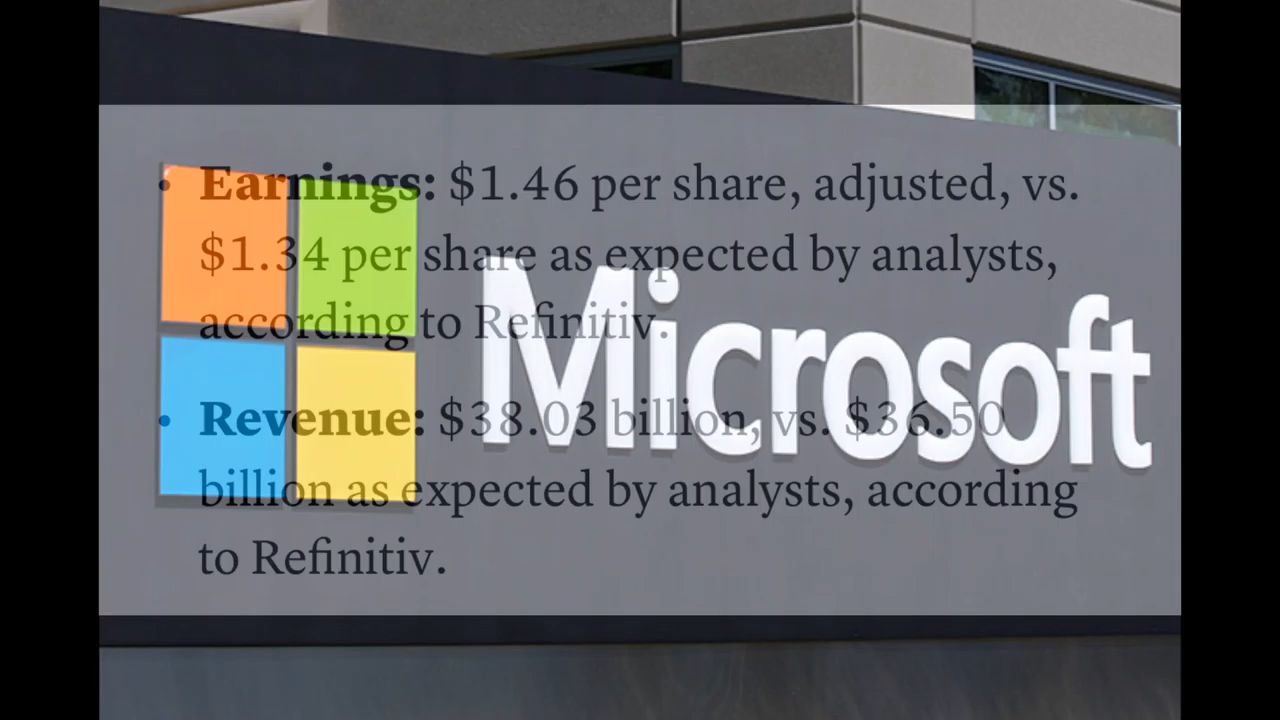 • Earnings: $1.46 per share, adjusted, vs.
$1.34 per share as expected by analysts,
according to Refinitiv.
Microsoft
• Revenue: $38.03 billion, vs. $36.50
billion as expected by analysts, according
to Refinitiv.